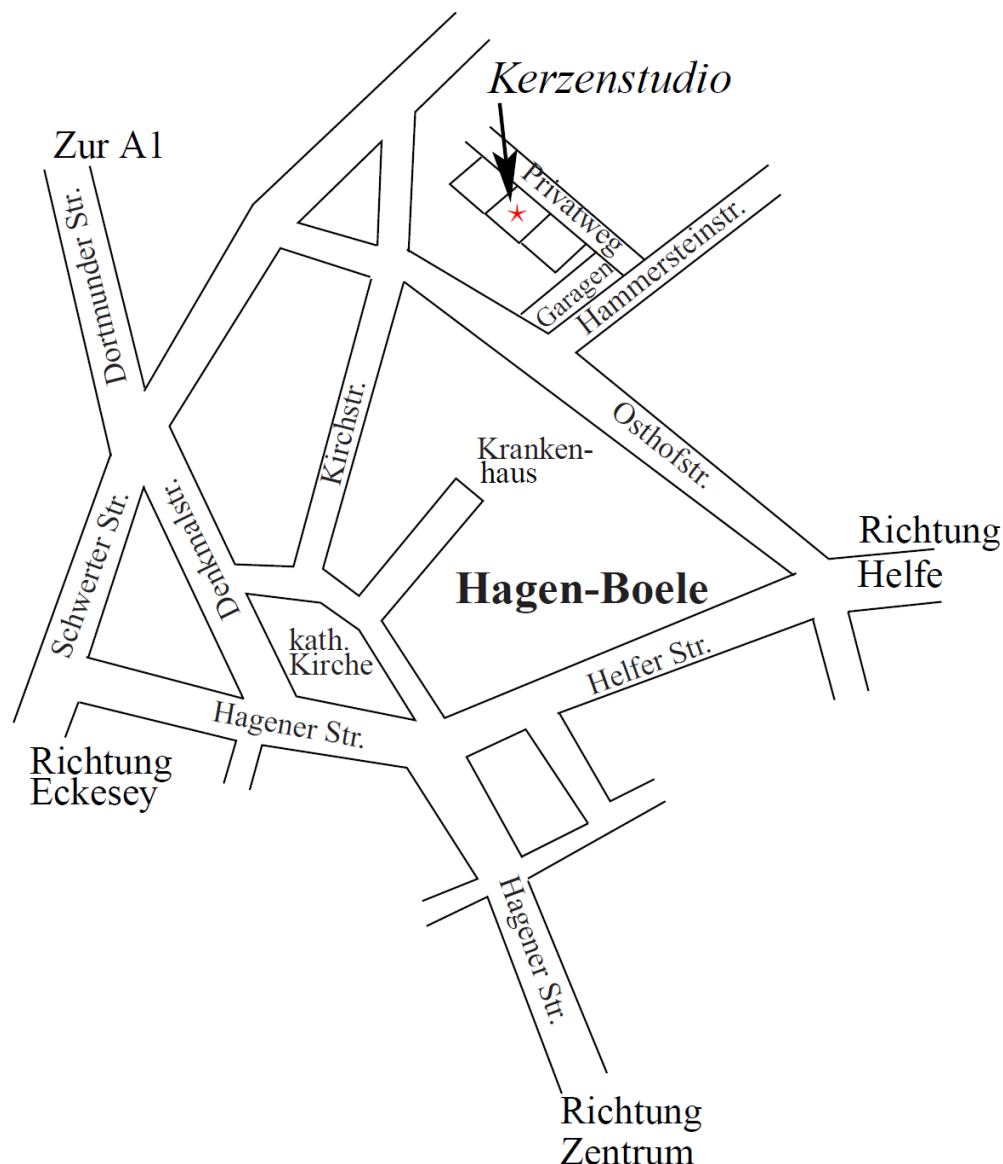 Kerzenstudio
Zur A1
Privatweg
Dortmunder Str.
Garagen
Hammersteinstr.
Kirchstr.
Osthofstr.
Kranken-
haus
Richtung
Helfe
Schwerter Str.
Denkmalstr.
Hagen-Boele
kath.
Kirche
Helfer Str.
Hagener Str.
Richtung
Eckesey
Hagener Str.
Richtung
Zentrum